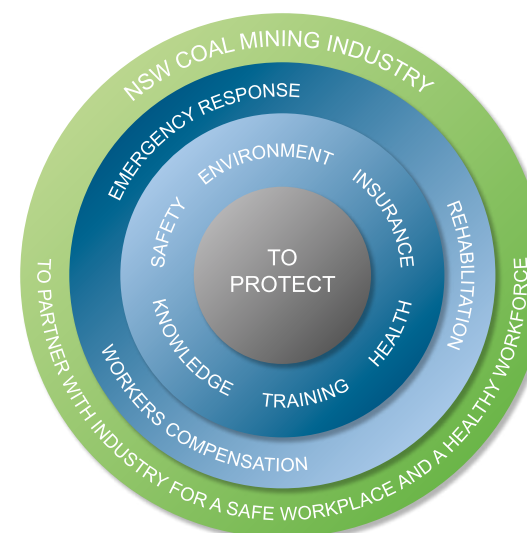 NSW COAL MINING INDUSTRY
TO PARTNER WITH INDUSTRY FOR A SAFE WORKPLACE AND A HEALTHY WORKFORCE
EMERGENCY RESPONSE
REHABILITATION
WORKERS COMPENSATION
ENVIRONMENT
INSURANCE
HEALTH
TRAINING
KNOWLEDGE
SAFETY
TO
PROTECT